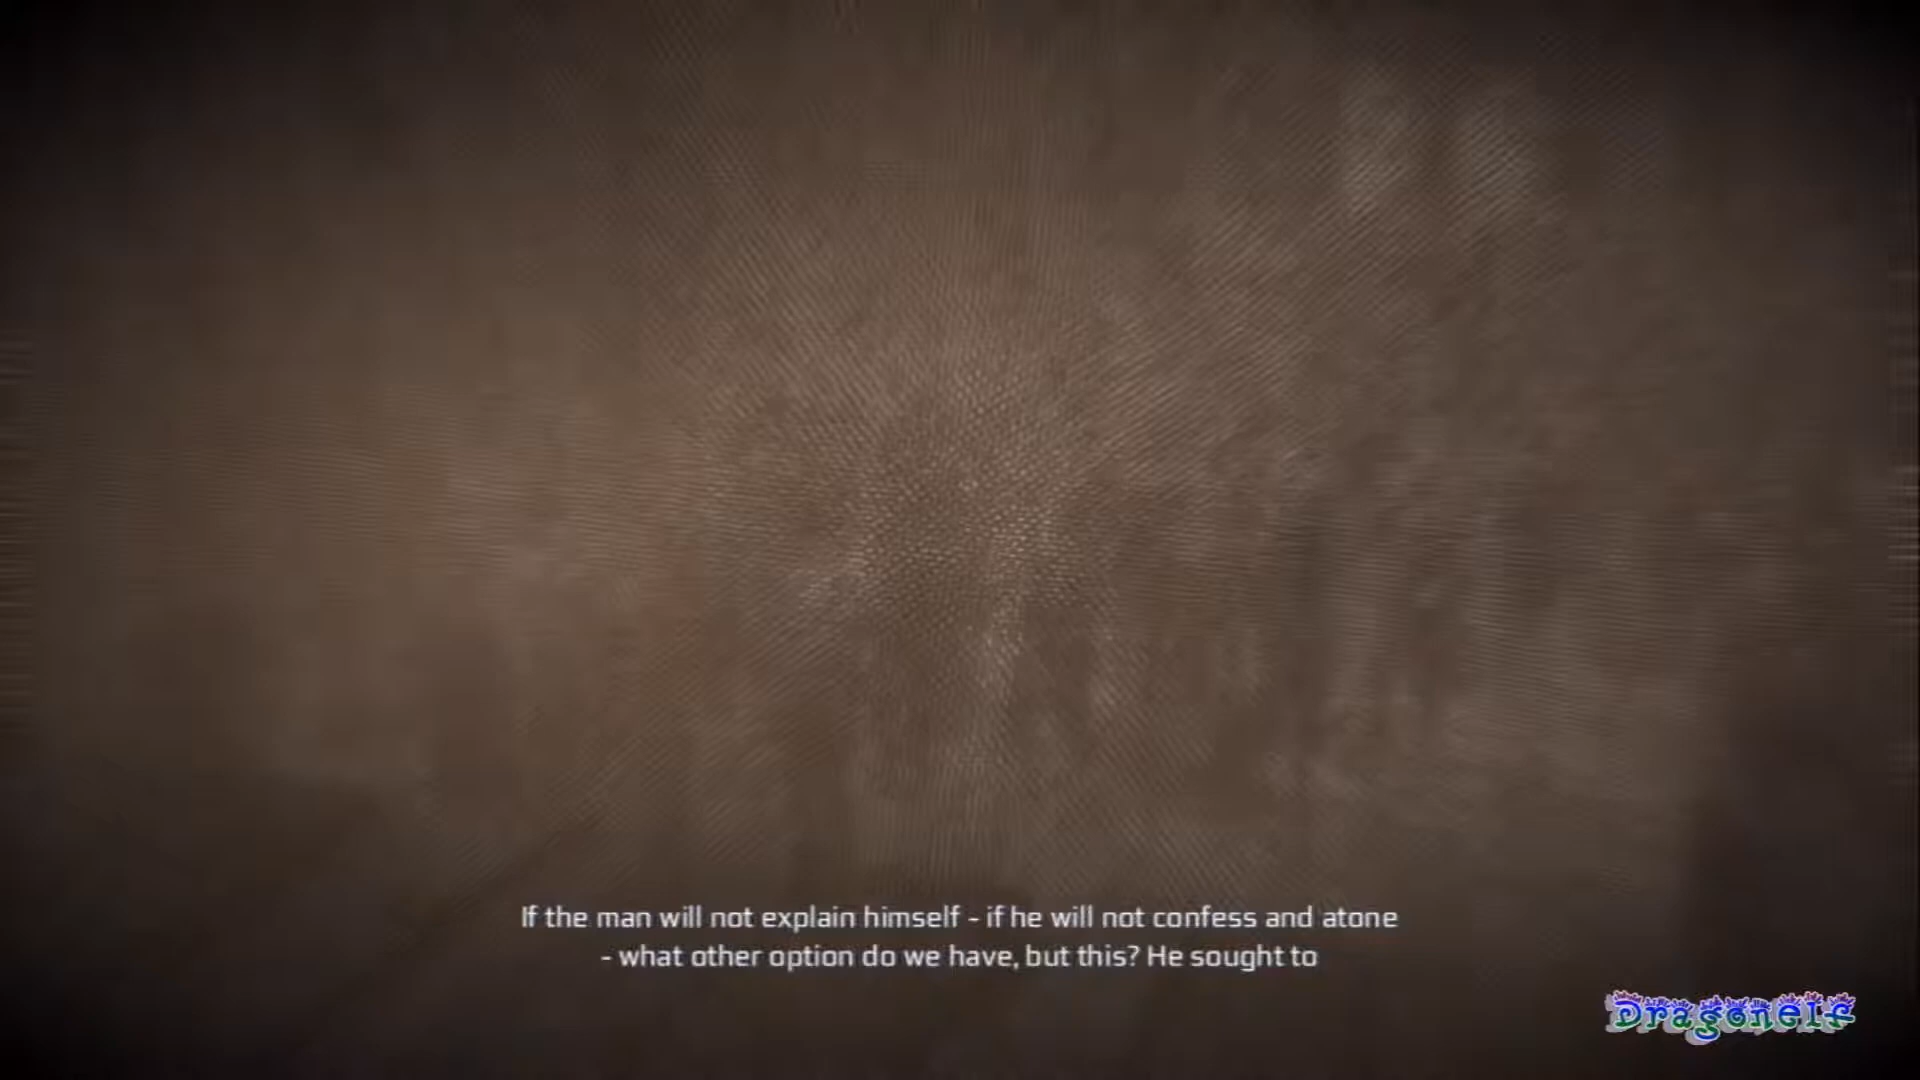 If the man will not explain himself - if he will not confess and atone
- what other option do we have, but this? He sought to
Dragonelf